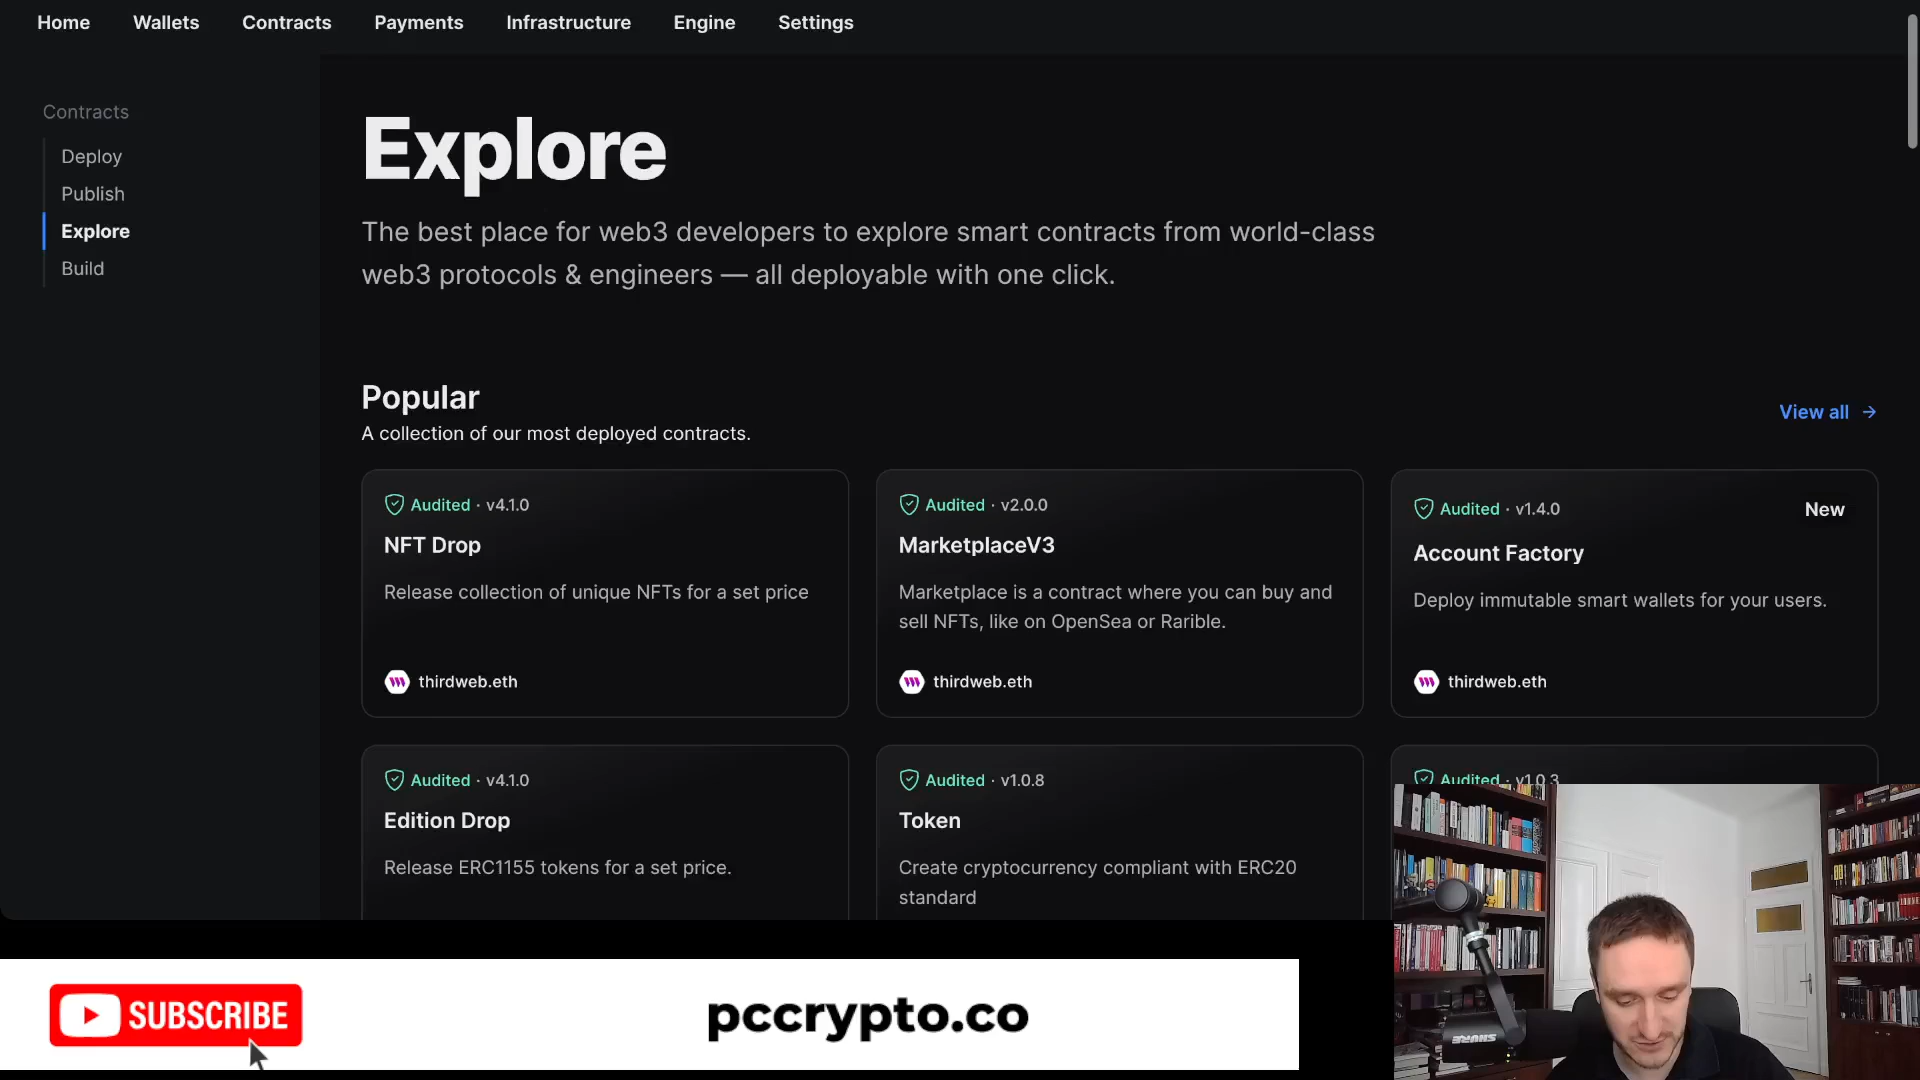 Home Wallets Contracts Payments Infrastructure Engine Settings
Contracts
Deploy
Publish
Explore
Build
Explore
The best place for web3 developers to explore smart contracts from world-class
web3 protocols & engineers — all deployable with one click.
Popular
A collection of our most deployed contracts.
View all →
Audited · v4.1.0
NFT Drop
Release collection of unique NFTs for a set price
thirdweb.eth
Audited · v2.0.0
MarketplaceV3
Marketplace is a contract where you can buy and
sell NFTs, like on OpenSea or Rarible.
thirdweb.eth
Audited · v1.4.0
New
Account Factory
Deploy immutable smart wallets for your users.
thirdweb.eth
Audited · v4.1.0
Edition Drop
Release ERC1155 tokens for a set price.
Audited · v1.0.8
Token
Create cryptocurrency compliant with ERC20
standard
Audited · v1.0.3
SUBSCRIBE
pccrypto.co
SHURE